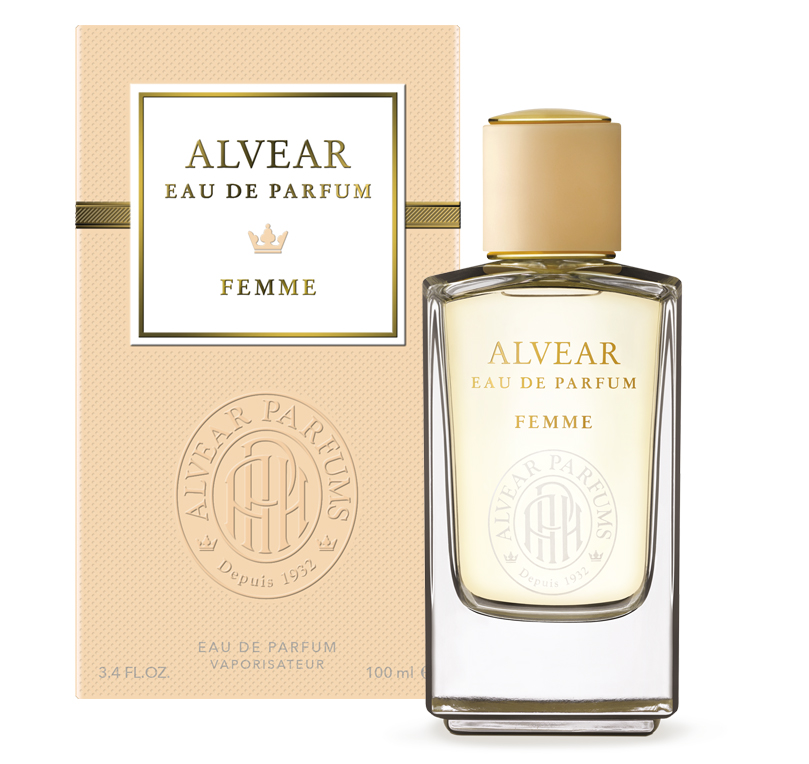 ALVEAR
EAU DE PARFUM
FEMME
ALVEAR PARFUMS
Depuis 1932
EAU DE PARFUM
VAPORISATEUR
3.4 FL.OZ.
100 ml
ALVEAR
EAU DE PARFUM
FEMME
ALVEAR PARFUMS
Depuis 1932